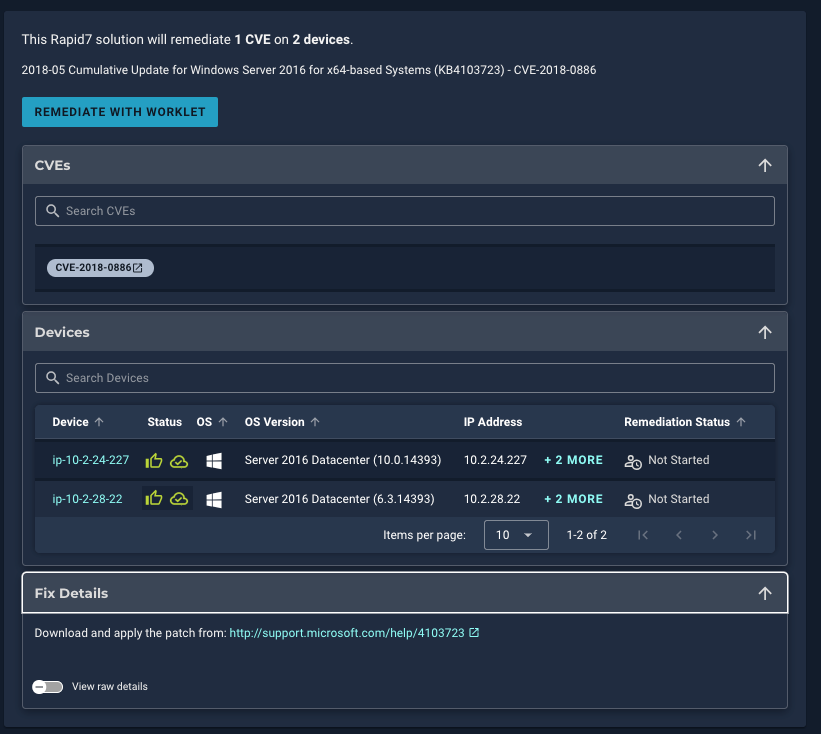 This Rapid7 solution will remediate 1 CVE on 2 devices.
2018-05 Cumulative Update for Windows Server 2016 for x64-based Systems (KB4103723) - CVE-2018-0886
REMEDIATE WITH WORKLET
CVEs
Search CVEs
CVE-2018-0886
Devices
Search Devices
Device Status OS OS Version IP Address Remediation Status
ip-10-2-24-227 Server 2016 Datacenter (10.0.14393) 10.2.24.227 + 2 MORE Not Started
ip-10-2-28-22 Server 2016 Datacenter (6.3.14393) 10.2.28.22 + 2 MORE Not Started
Items per page: 10 1-2 of 2
Fix Details
Download and apply the patch from: http://support.microsoft.com/help/4103723
View raw details